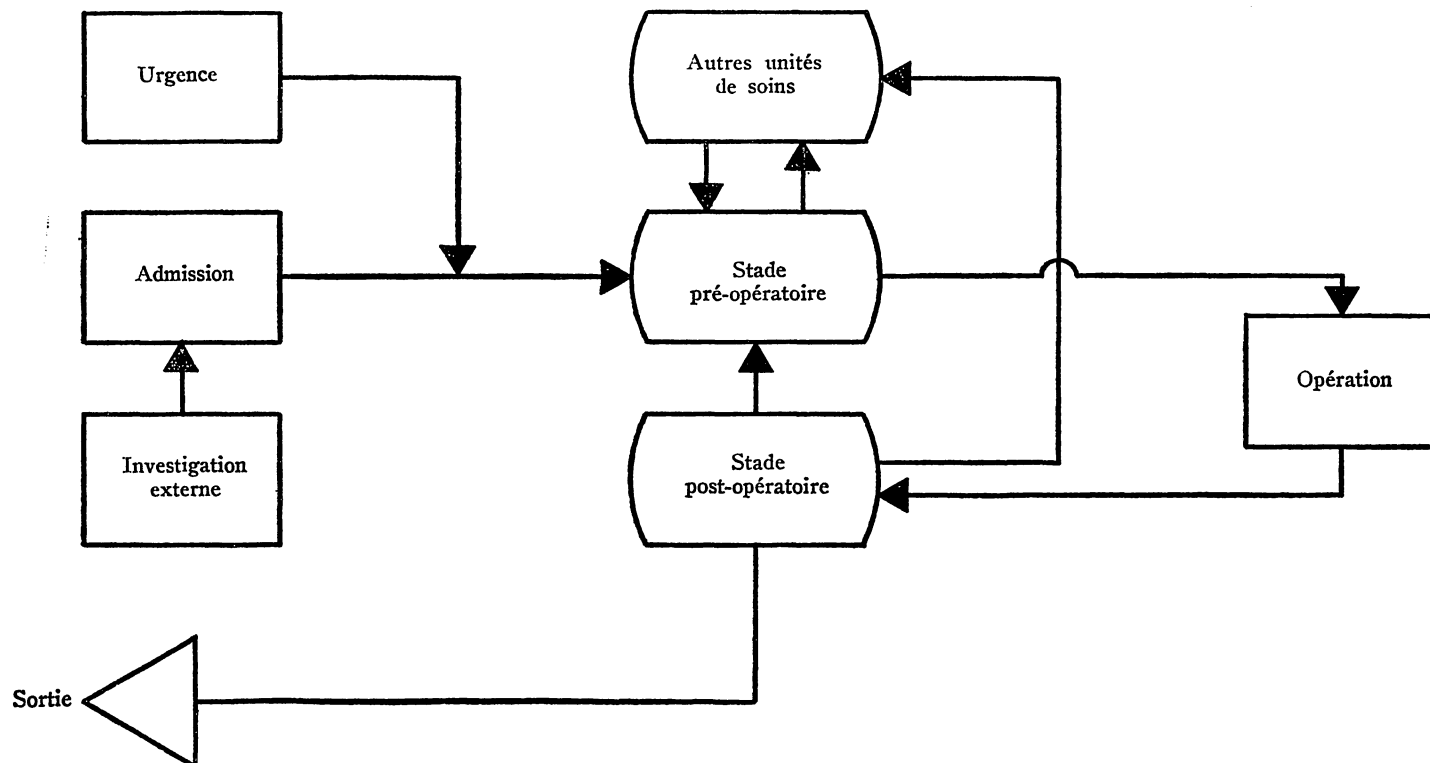 Urgence
Autres unités
de soins
Admission
Stade
pré-opératoire
Opération
Investigation
externe
Stade
post-opératoire
Sortie